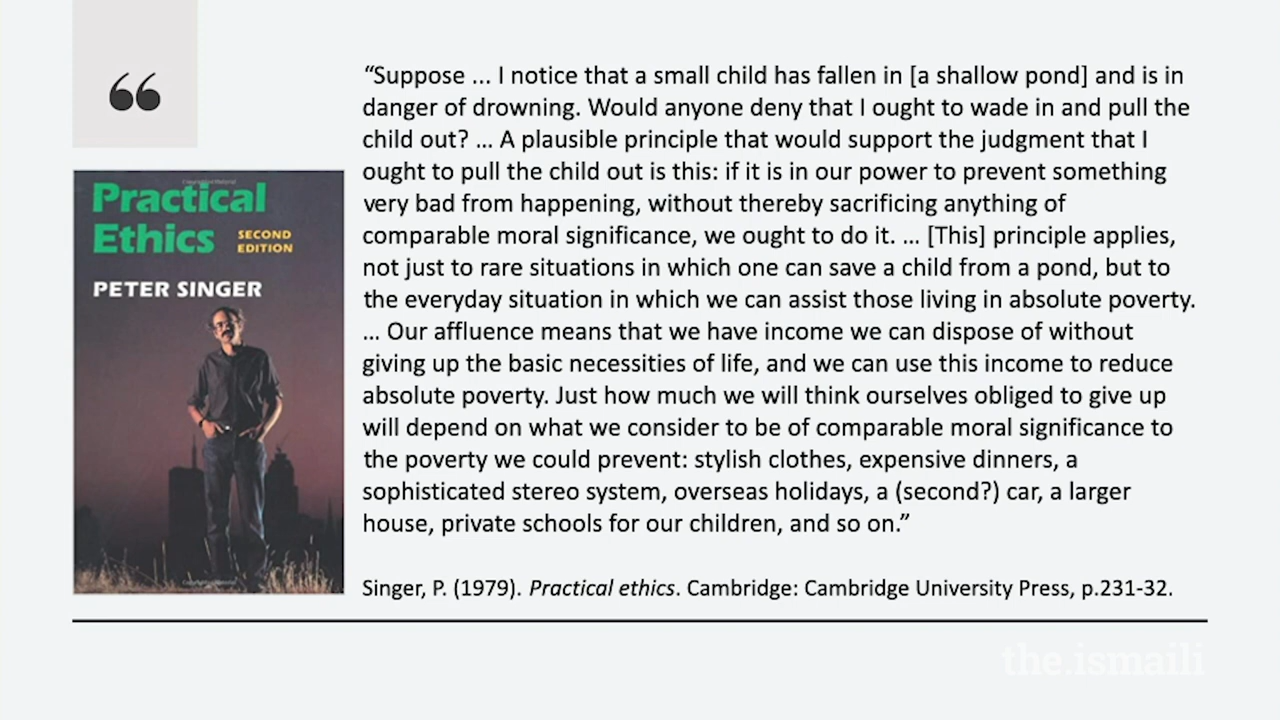 “
Practical
Ethics SECOND
EDITION
PETER SINGER
“Suppose ... I notice that a small child has fallen in [a shallow pond] and is in
danger of drowning. Would anyone deny that I ought to wade in and pull the
child out? ... A plausible principle that would support the judgment that I
ought to pull the child out is this: if it is in our power to prevent something
very bad from happening, without thereby sacrificing anything of
comparable moral significance, we ought to do it. ... [This] principle applies,
not just to rare situations in which one can save a child from a pond, but to
the everyday situation in which we can assist those living in absolute poverty.
... Our affluence means that we have income we can dispose of without
giving up the basic necessities of life, and we can use this income to reduce
absolute poverty. Just how much we will think ourselves obliged to give up
will depend on what we consider to be of comparable moral significance to
the poverty we could prevent: stylish clothes, expensive dinners, a
sophisticated stereo system, overseas holidays, a (second?) car, a larger
house, private schools for our children, and so on.”
Singer, P. (1979). Practical ethics. Cambridge: Cambridge University Press, p.231-32.
the.ismaili